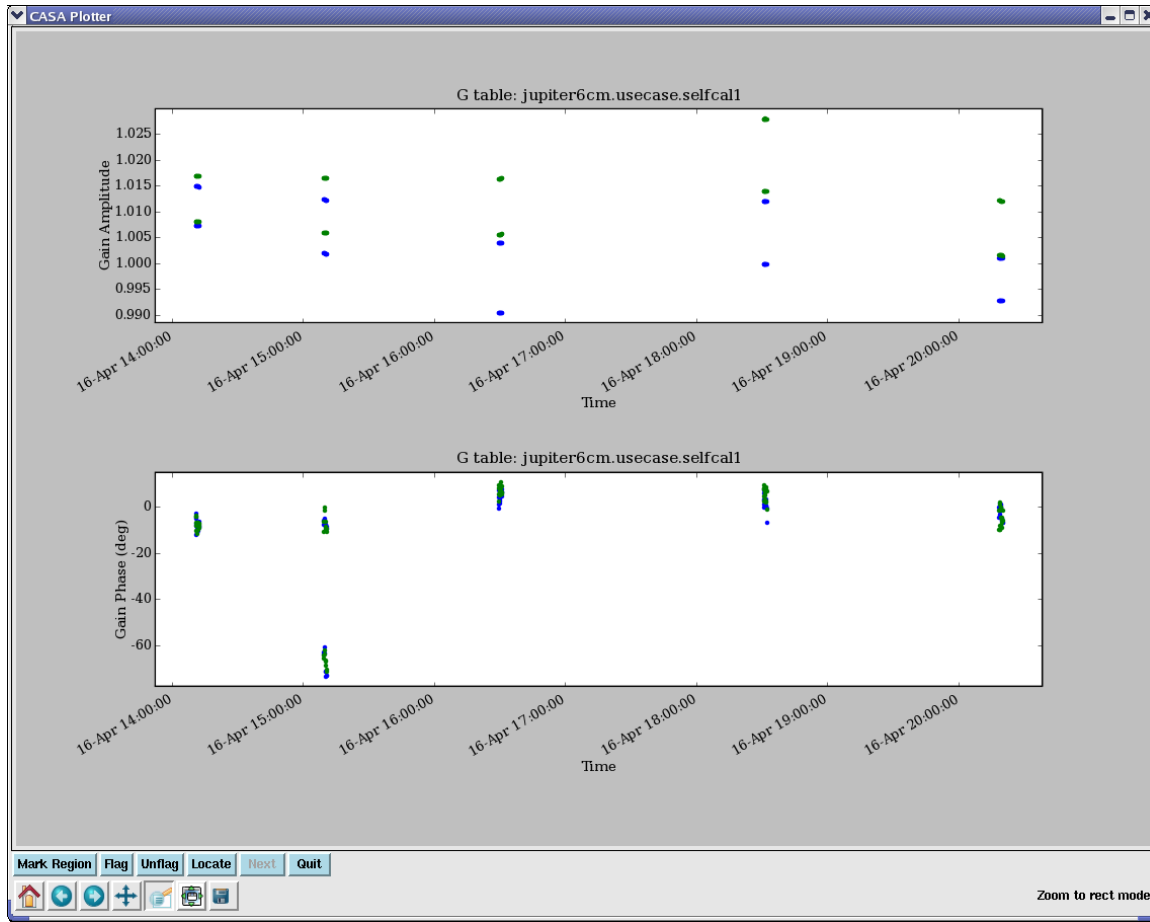 CASA Plotter
G table: jupiter6cm.usecase.selfcal1
Gain Amplitude
1.025
1.020
1.015
1.010
1.005
1.000
0.995
0.990
16-Apr 14:00:00
16-Apr 15:00:00
16-Apr 16:00:00
16-Apr 17:00:00
16-Apr 18:00:00
16-Apr 19:00:00
16-Apr 20:00:00
Time
G table: jupiter6cm.usecase.selfcal1
Gain Phase (deg)
0
-20
-40
-60
16-Apr 14:00:00
16-Apr 15:00:00
16-Apr 16:00:00
16-Apr 17:00:00
16-Apr 18:00:00
16-Apr 19:00:00
16-Apr 20:00:00
Time
Mark Region Flag Unflag Locate Next Quit
Zoom to rect mode